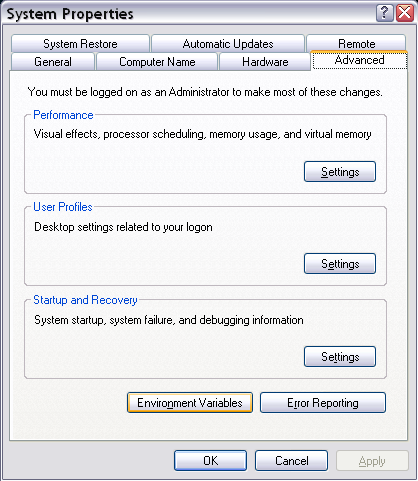 System Properties
System Restore
Automatic Updates
Remote
General
Computer Name
Hardware
Advanced
You must be logged on as an Administrator to make most of these changes.
Performance
Visual effects, processor scheduling, memory usage, and virtual memory
Settings
User Profiles
Desktop settings related to your logon
Settings
Startup and Recovery
System startup, system failure, and debugging information
Settings
Environment Variables
Error Reporting
OK
Cancel
Apply